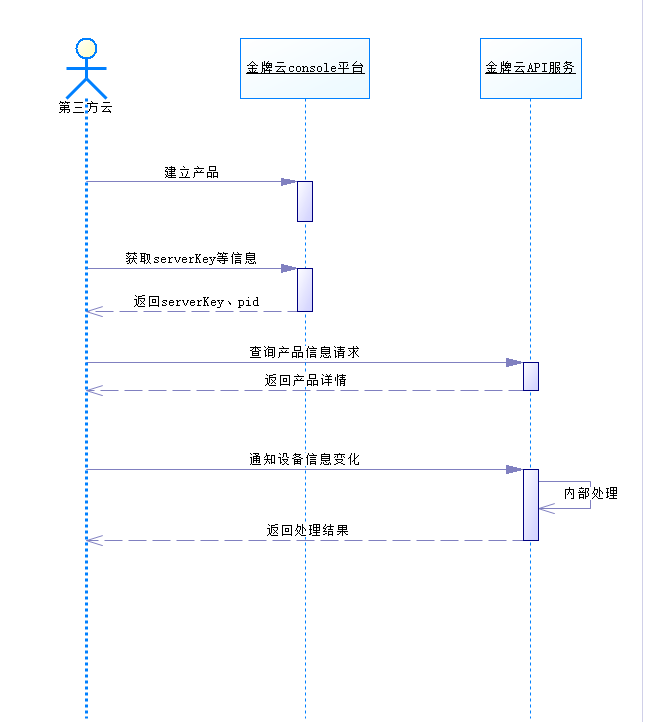 金牌云console平台
金牌云API服务
第三方云
建立产品
获取serverKey等信息
返回serverKey、pid
查询产品信息请求
返回产品详情
通知设备信息变化
内部处理
返回处理结果